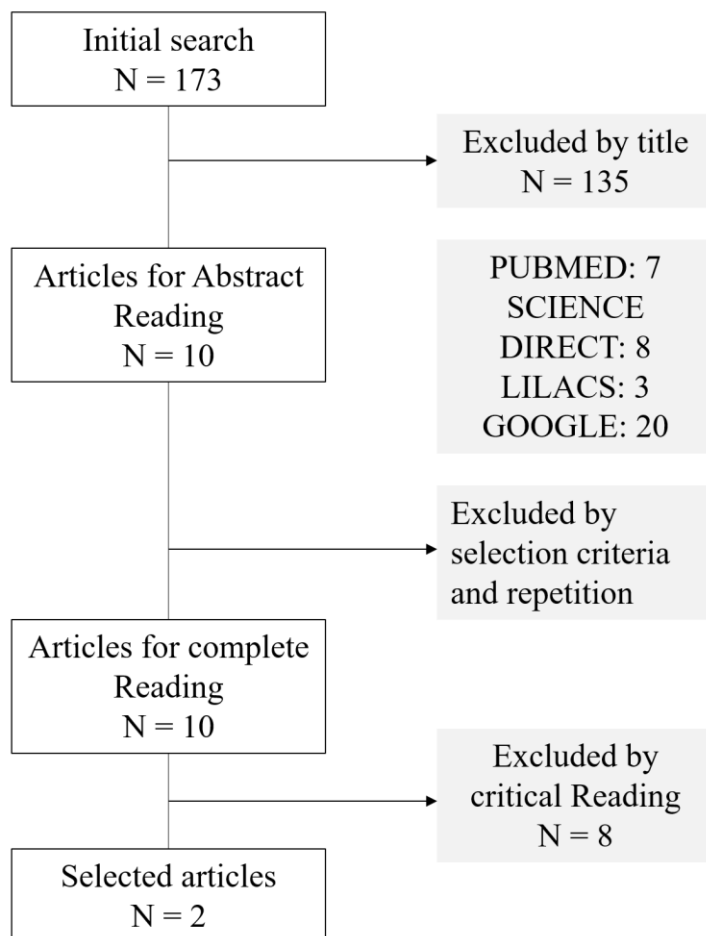 Initial search
N = 173
Excluded by title
N = 135
Articles for Abstract
Reading
N = 10
PUBMED: 7
SCIENCE
DIRECT: 8
LILACS: 3
GOOGLE: 20
Excluded by
selection criteria
and repetition
Articles for complete
Reading
N = 10
Excluded by
critical Reading
N = 8
Selected articles
N = 2